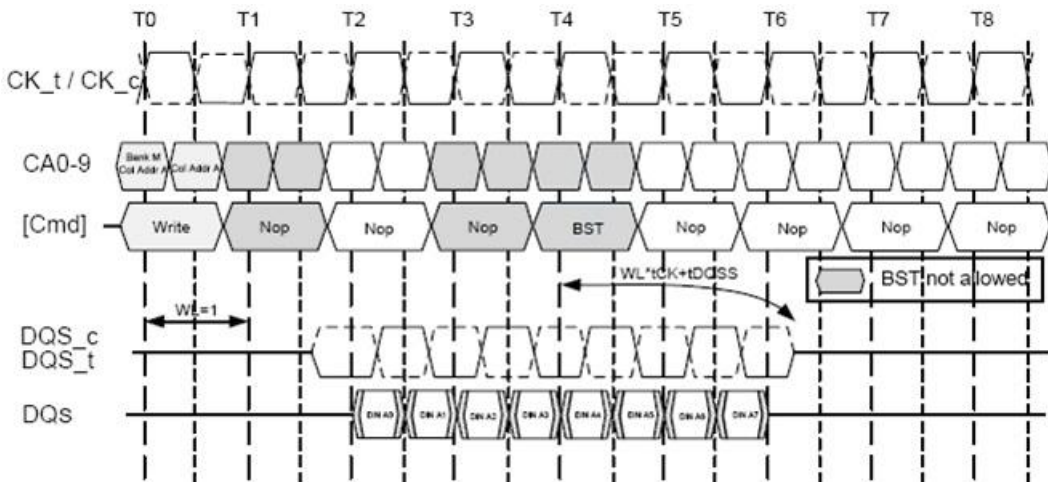 T0 T1 T2 T3 T4 T5 T6 T7 T8
CK_t / CK_c
CA0-9
Bank M
Col Addr A
Col Addr A
[Cmd]
Write Nop Nop Nop BST Nop Nop Nop Nop
WL*tCK+tDQSS
BST not allowed
WL=1
DQS_c
DQS_t
DQs
DIN A0 DIN A1 DIN A2 DIN A3 DIN A4 DIN A5 DIN A6 DIN A7